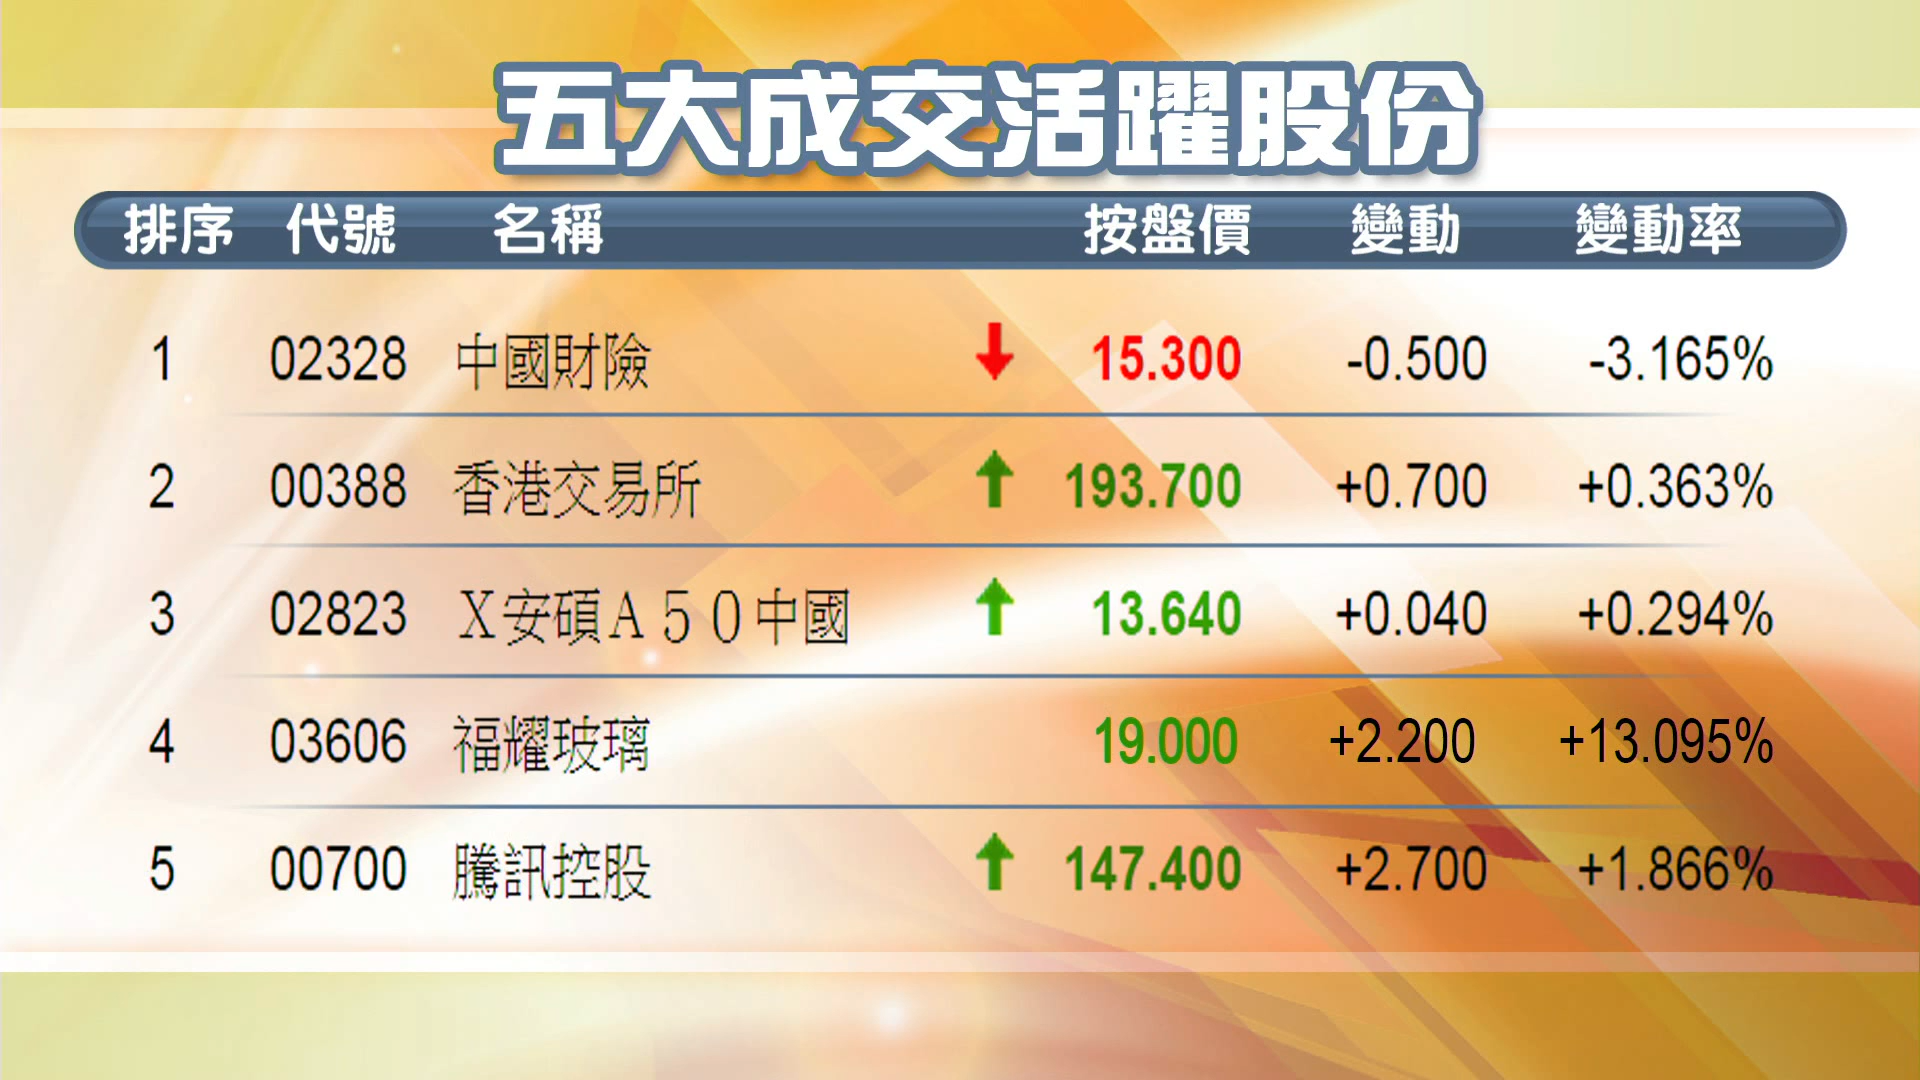 五大成交活躍股份
排序 代號 名稱 按盤價 變動 變動率
1 02328 中國財險 15.300 -0.500 -3.165%
2 00388 香港交易所 193.700 +0.700 +0.363%
3 02823 Ｘ安碩Ａ５０中國 13.640 +0.040 +0.294%
4 03606 福耀玻璃 19.000 +2.200 +13.095%
5 00700 騰訊控股 147.400 +2.700 +1.866%